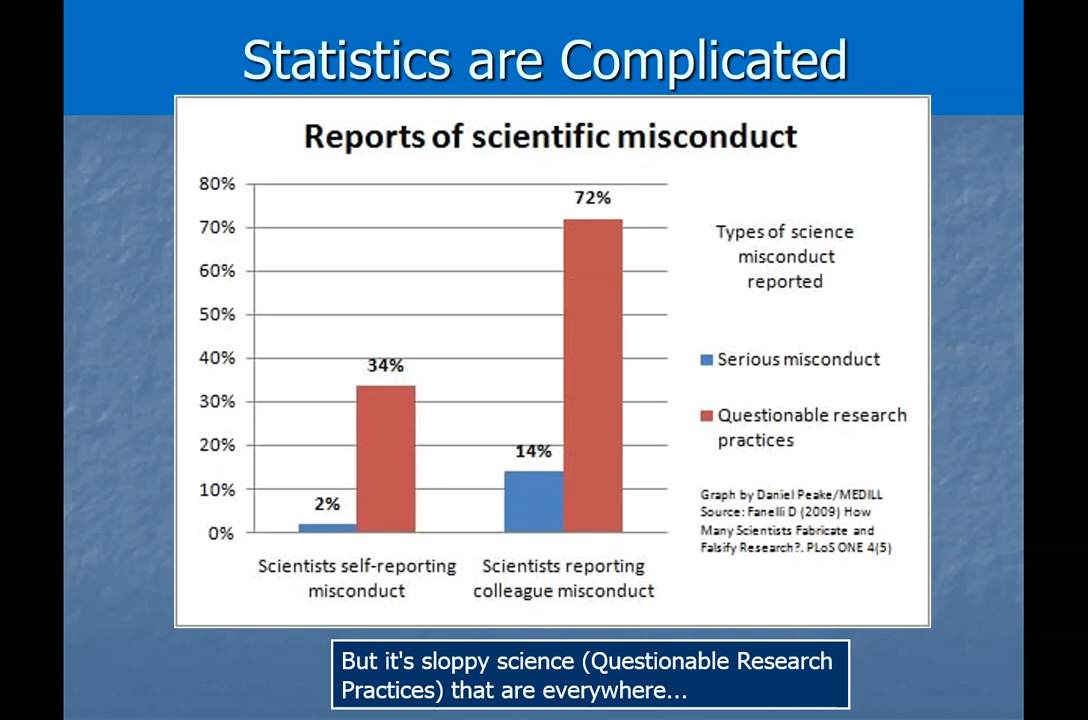 Statistics are Complicated
Reports of scientific misconduct
80%
70%
60%
50%
40%
30%
20%
10%
0%
2%
34%
14%
72%
Scientists self-reporting
misconduct
Scientists reporting
colleague misconduct
Types of science
misconduct
reported
Serious misconduct
Questionable research
practices
Graph by Daniel Peake/MEDILL
Source: Fanelli D (2009) How
Many Scientists Fabricate and
Falsify Research?. PLoS ONE 4(5)
But it's sloppy science (Questionable Research
Practices) that are everywhere...